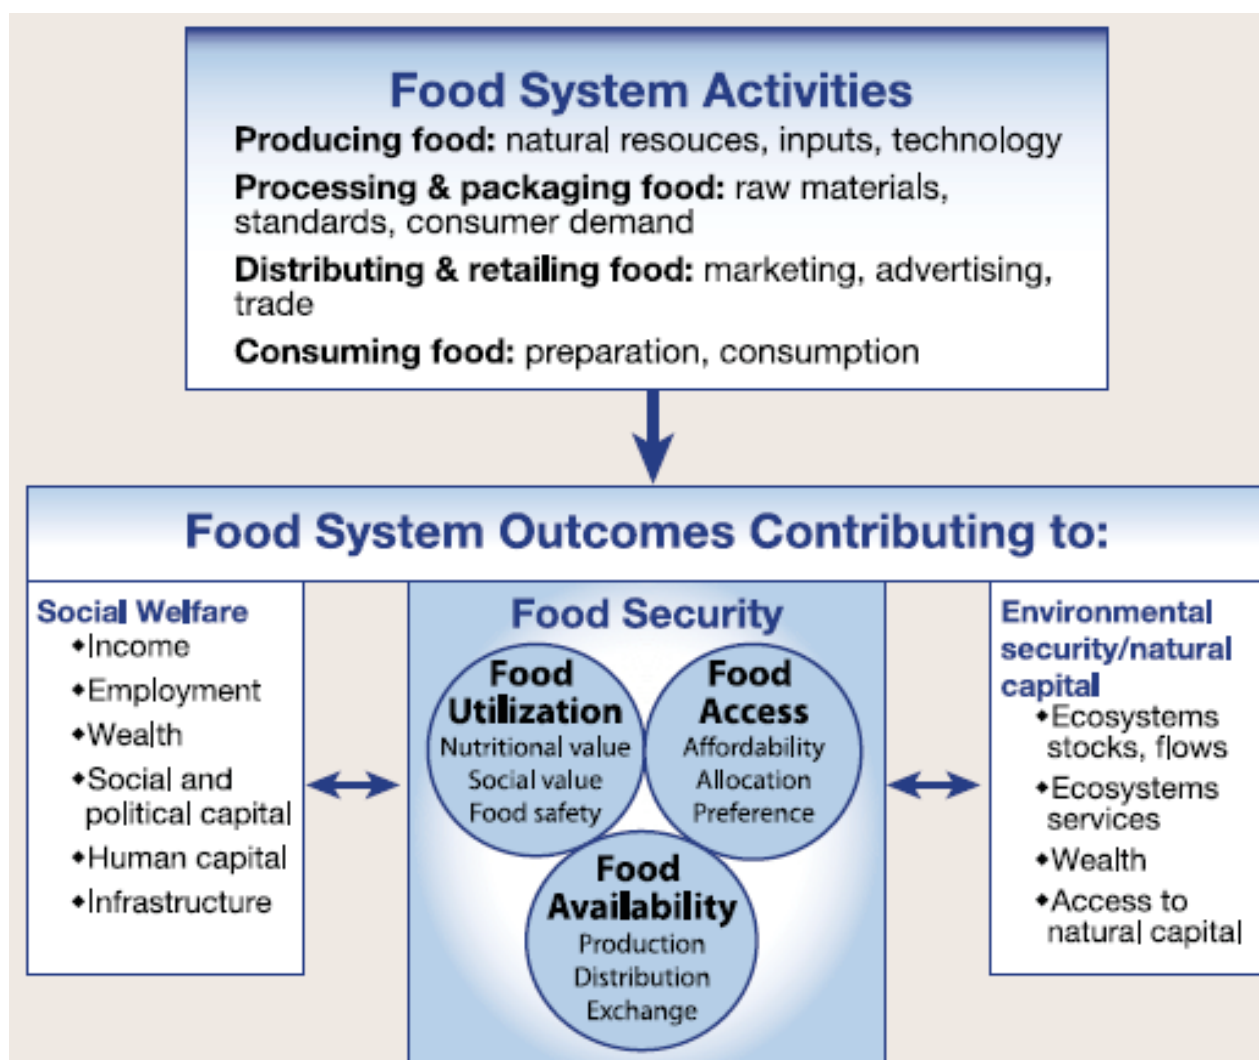 Food System Activities
Producing food: natural resouces, inputs, technology
Processing & packaging food: raw materials,
standards, consumer demand
Distributing & retailing food: marketing, advertising,
trade
Consuming food: preparation, consumption
Food System Outcomes Contributing to:
Social Welfare
◆Income
◆Employment
◆Wealth
◆Social and
political capital
◆Human capital
◆Infrastructure
Food Security
Food
Utilization
Nutritional value
Social value
Food safety
Food
Access
Affordability
Allocation
Preference
Food
Availability
Production
Distribution
Exchange
Environmental
security/natural
capital
◆Ecosystems
stocks, flows
◆Ecosystems
services
◆Wealth
◆Access to
natural capital